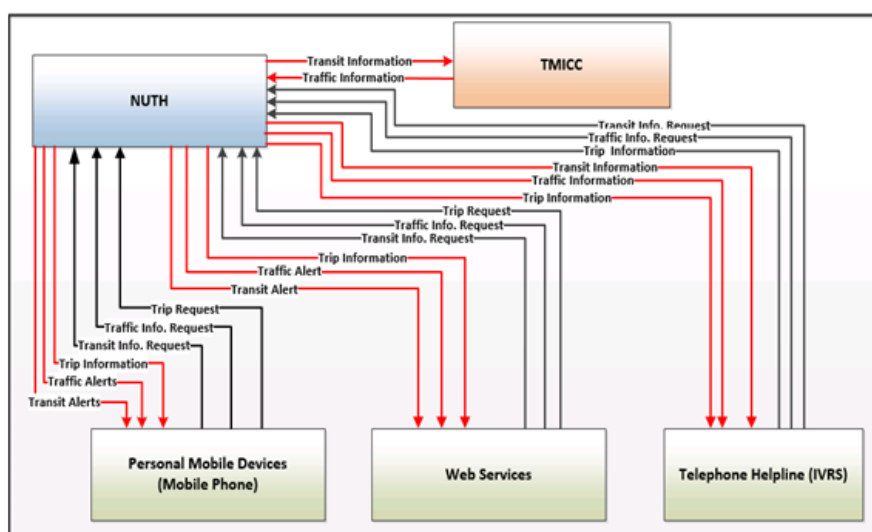 Transit Information
TMICC
Traffic Information
NUTH
Transit Info. Request
Traffic Info. Request
Trip Information
Transit Information
Traffic Information
Trip Information
Trip Request
Traffic Info. Request
Transit Info. Request
Trip Information
Traffic Alert
Transit Alert
Trip Request
Traffic Info. Request
Transit Info. Request
Trip Information
Traffic Alerts
Transit Alerts
Personal Mobile Devices
(Mobile Phone)
Web Services
Telephone Helpline (IVRS)